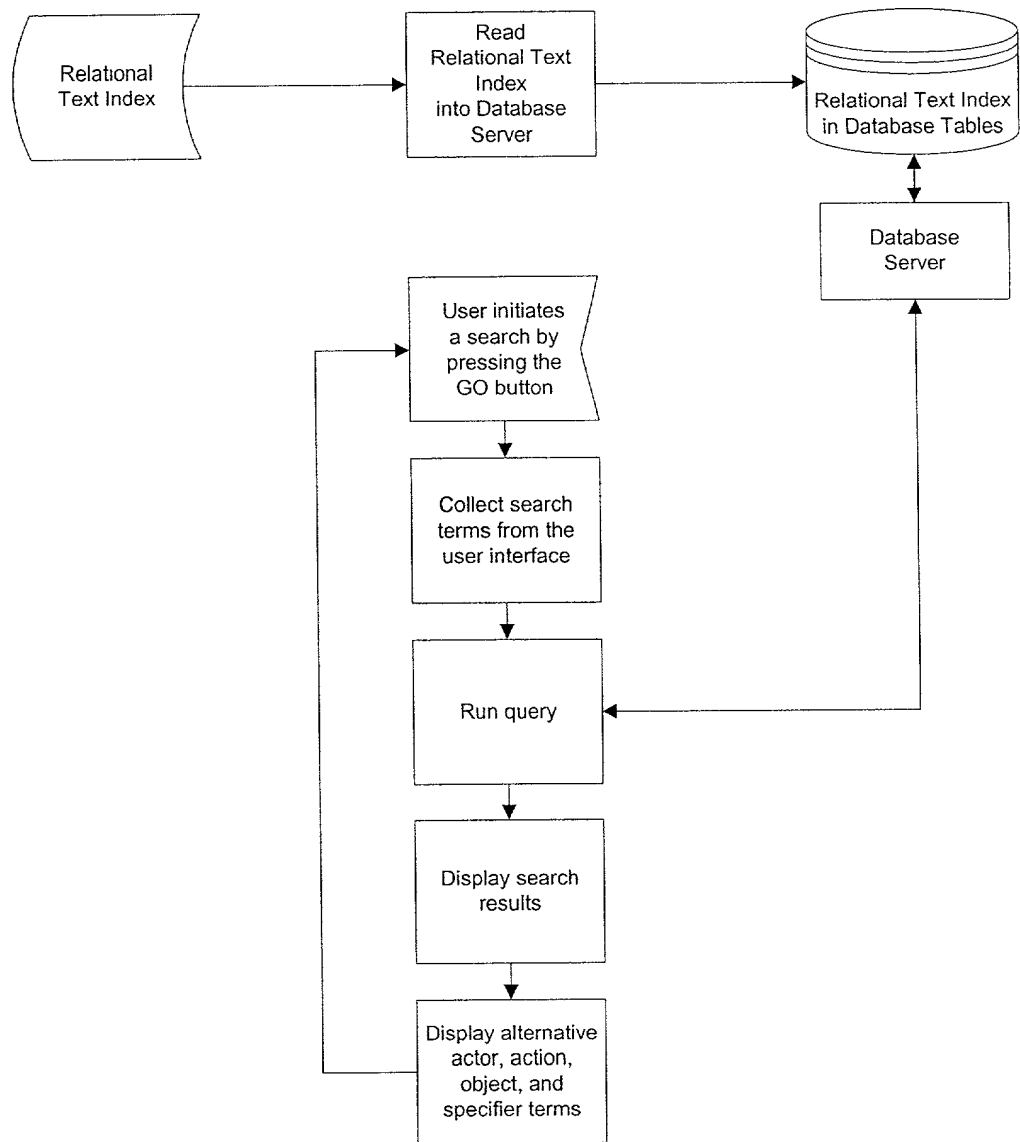 Relational
Text Index
Read
Relational Text
Index
into Database
Server
Relational Text Index
in Database Tables
Database
Server
User initiates
a search by
pressing the
GO button
Collect search
terms from the
user interface
Run query
Display search
results
Display alternative
actor, action,
object, and
specifier terms